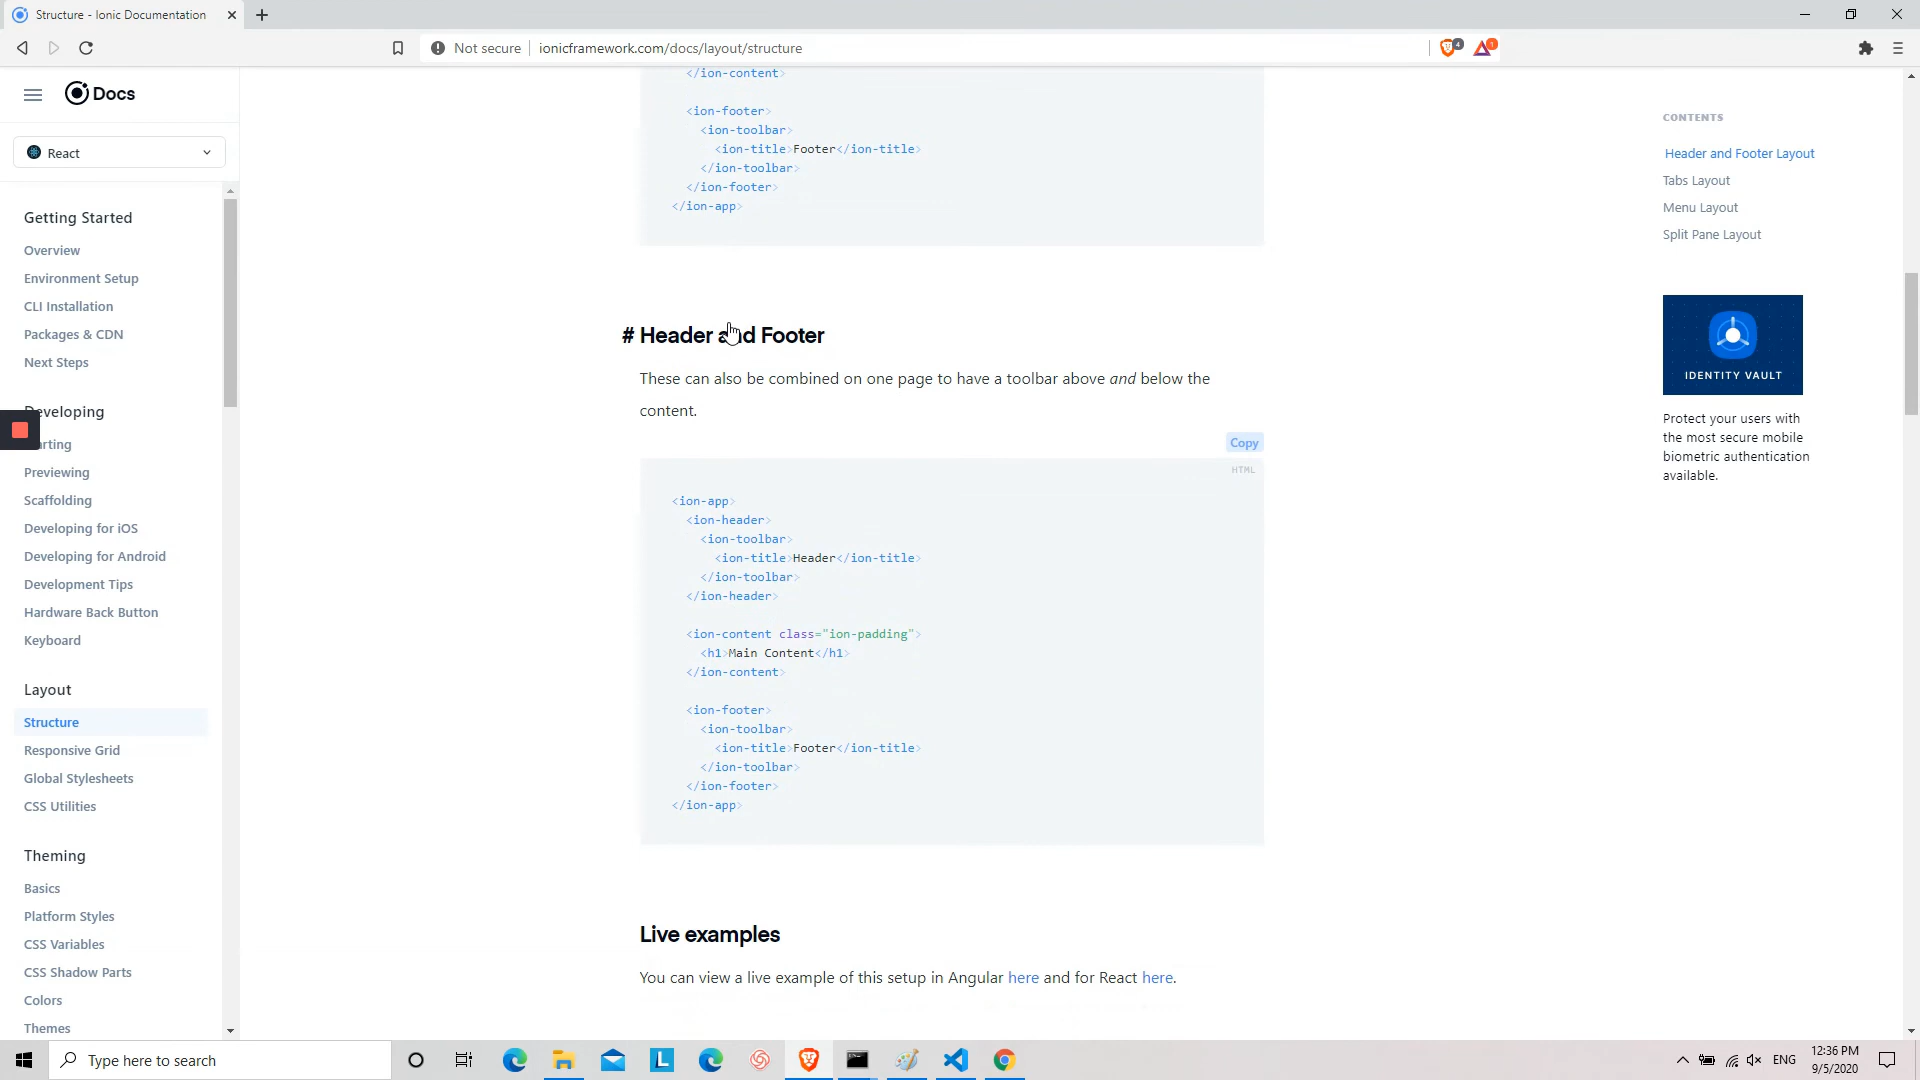 Structure - Ionic Documentation
Not secure
ionicframework.com/docs/layout/structure
4
1
Docs
React
Getting Started
Overview
Environment Setup
CLI Installation
Packages & CDN
Next Steps
Developing
arting
Previewing
Scaffolding
Developing for iOS
Developing for Android
Development Tips
Hardware Back Button
Keyboard
Layout
Structure
Responsive Grid
Global Stylesheets
CSS Utilities
Theming
Basics
Platform Styles
CSS Variables
CSS Shadow Parts
Colors
Themes
</ion-content>
<ion-footer>
<ion-toolbar>
<ion-title>Footer</ion-title>
</ion-toolbar>
</ion-footer>
</ion-app>
# Header and Footer
These can also be combined on one page to have a toolbar above and below the
content.
Copy
HTML
<ion-app>
<ion-header>
<ion-toolbar>
<ion-title>Header</ion-title>
</ion-toolbar>
</ion-header>
<ion-content class="ion-padding">
<h1>Main Content</h1>
</ion-content>
<ion-footer>
<ion-toolbar>
<ion-title>Footer</ion-title>
</ion-toolbar>
</ion-footer>
</ion-app>
Live examples
You can view a live example of this setup in Angular here and for React here.
CONTENTS
Header and Footer Layout
Tabs Layout
Menu Layout
Split Pane Layout
IDENTITY VAULT
Protect your users with
the most secure mobile
biometric authentication
available.
Type here to search
L
ENG
12:36 PM
9/5/2020